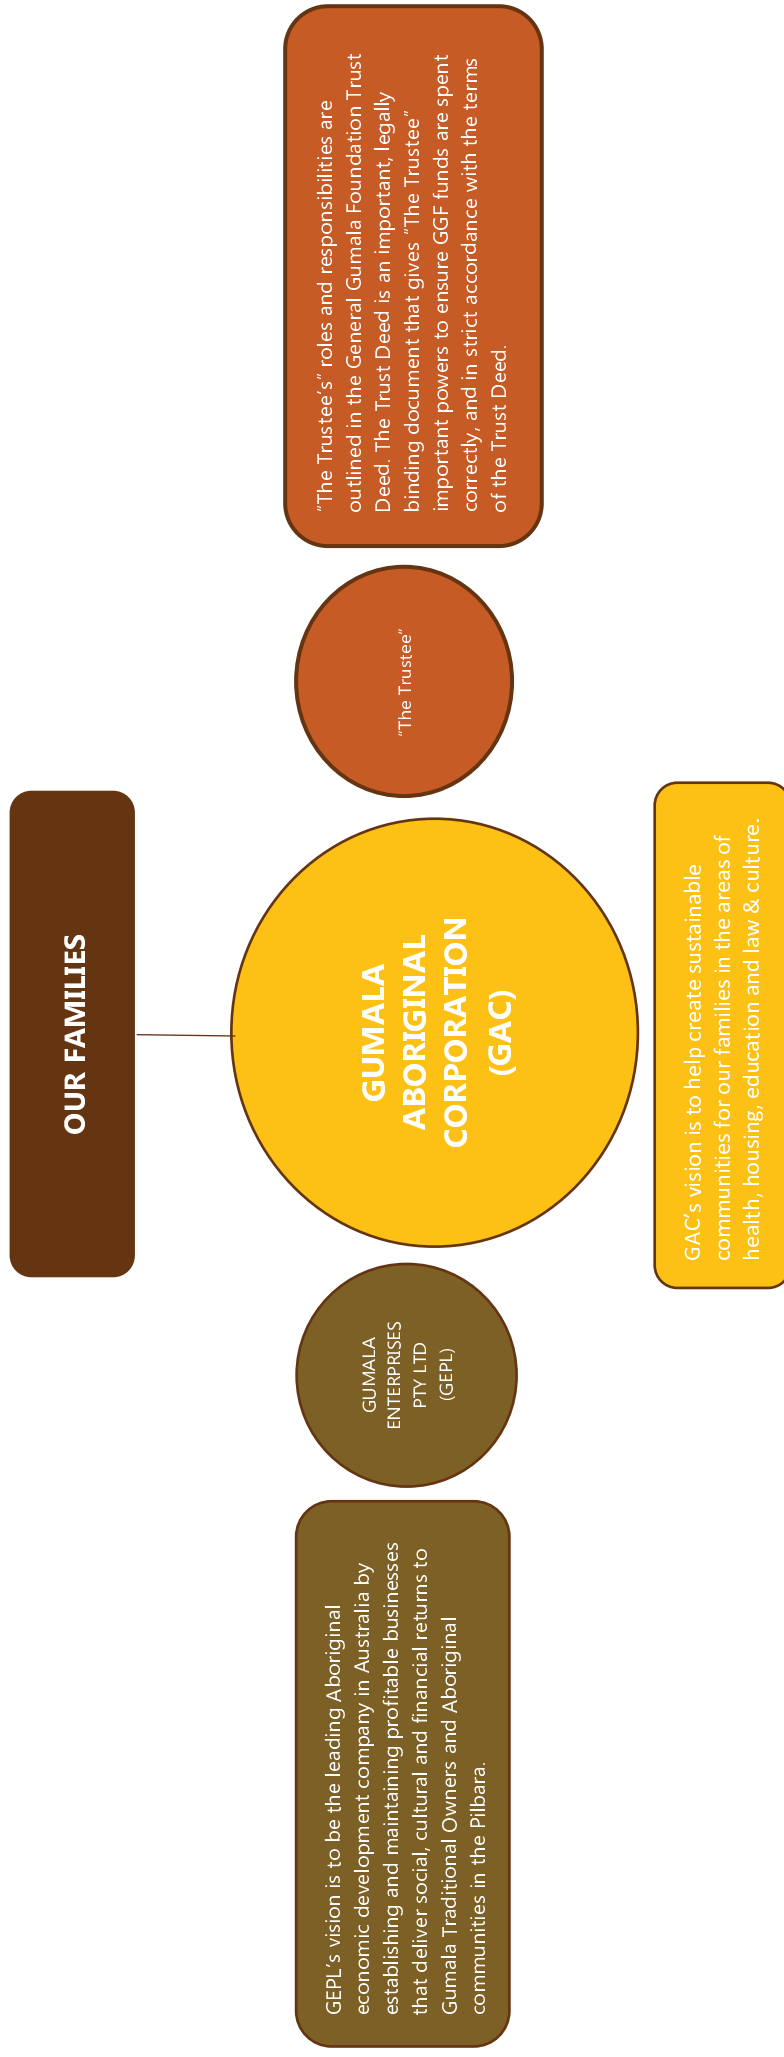 OUR FAMILIES
GEPL's vision is to be the leading Aboriginal
economic development company in Australia by
establishing and maintaining profitable businesses
that deliver social, cultural and financial returns to
Gumala Traditional Owners and Aboriginal
communities in the Pilbara.
GUMALA
ENTERPRISES
PTY LTD
(GEPL)
GUMALA
ABORIGINAL
CORPORATION
(GAC)
"The Trustee"
"The Trustee's" roles and responsibilities are
outlined in the General Gumala Foundation Trust
Deed. The Trust Deed is an important, legally
binding document that gives "The Trustee"
important powers to ensure GGF funds are spent
correctly, and in strict accordance with the terms
of the Trust Deed.
GAC's vision is to help create sustainable
communities for our families in the areas of
health, housing, education and law & culture.